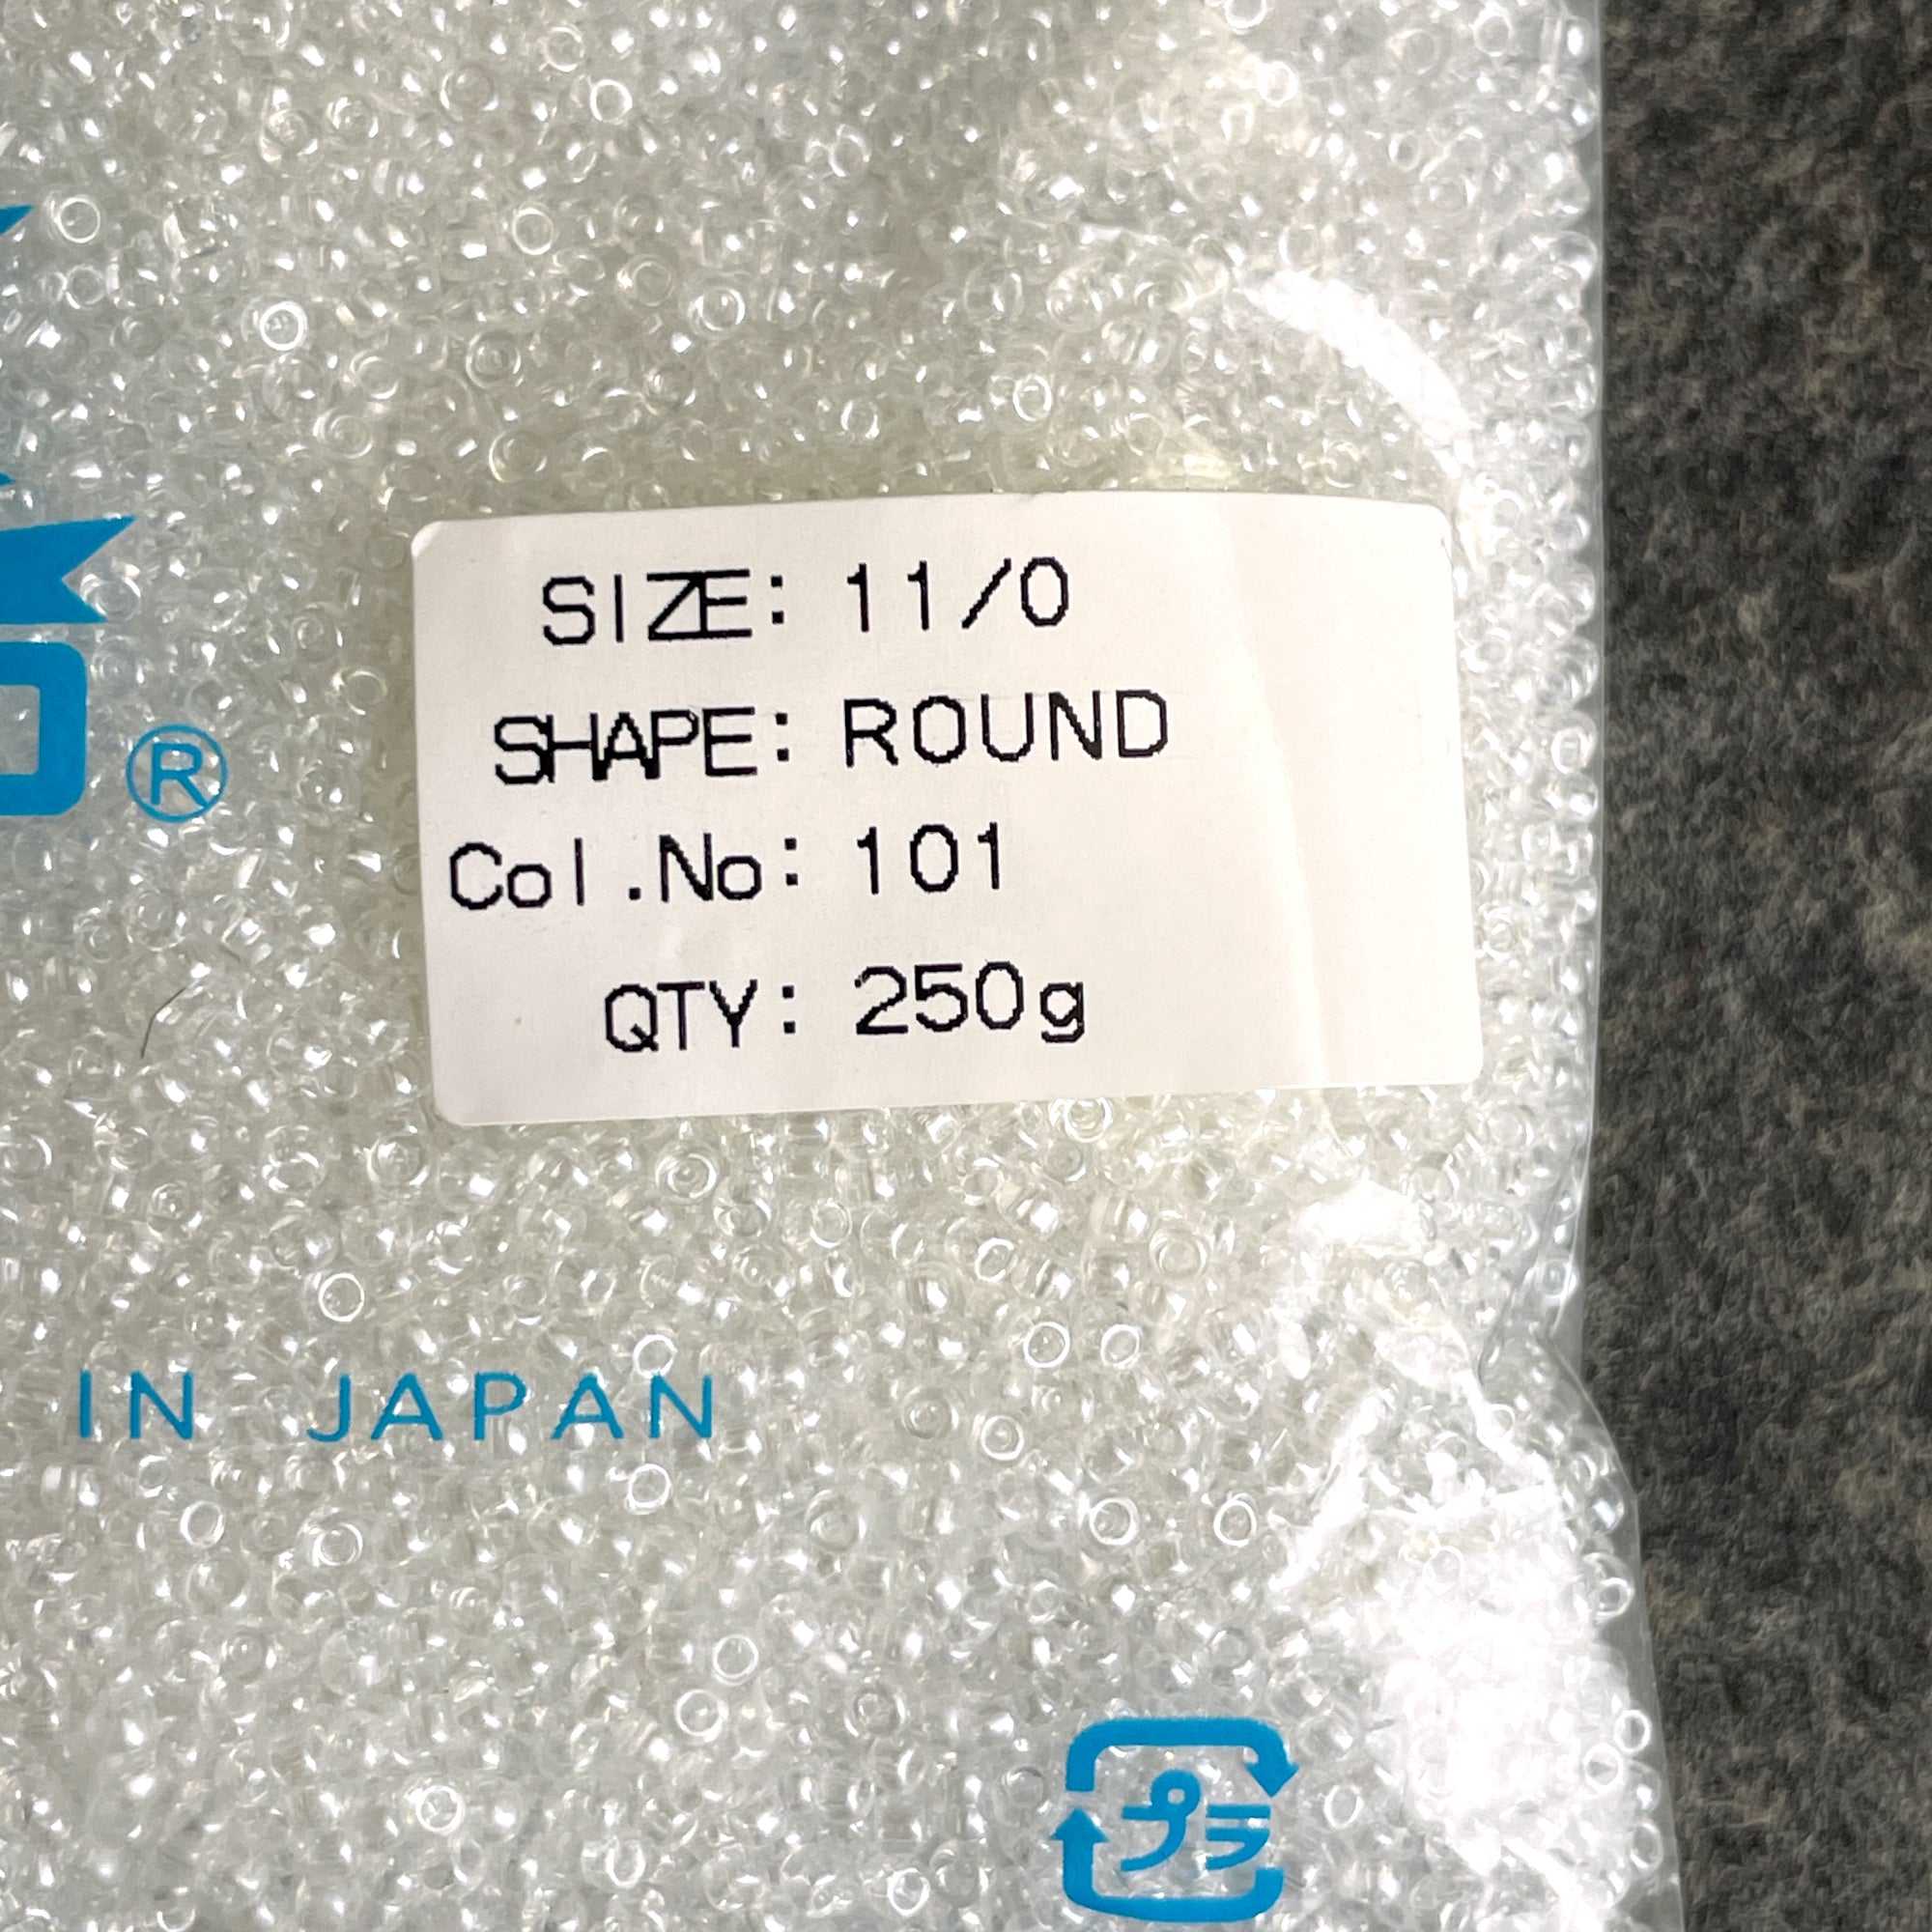 ®
SIZE: 11/0
SHAPE: ROUND
Col.No: 101
QTY: 250g
IN JAPAN
プラ